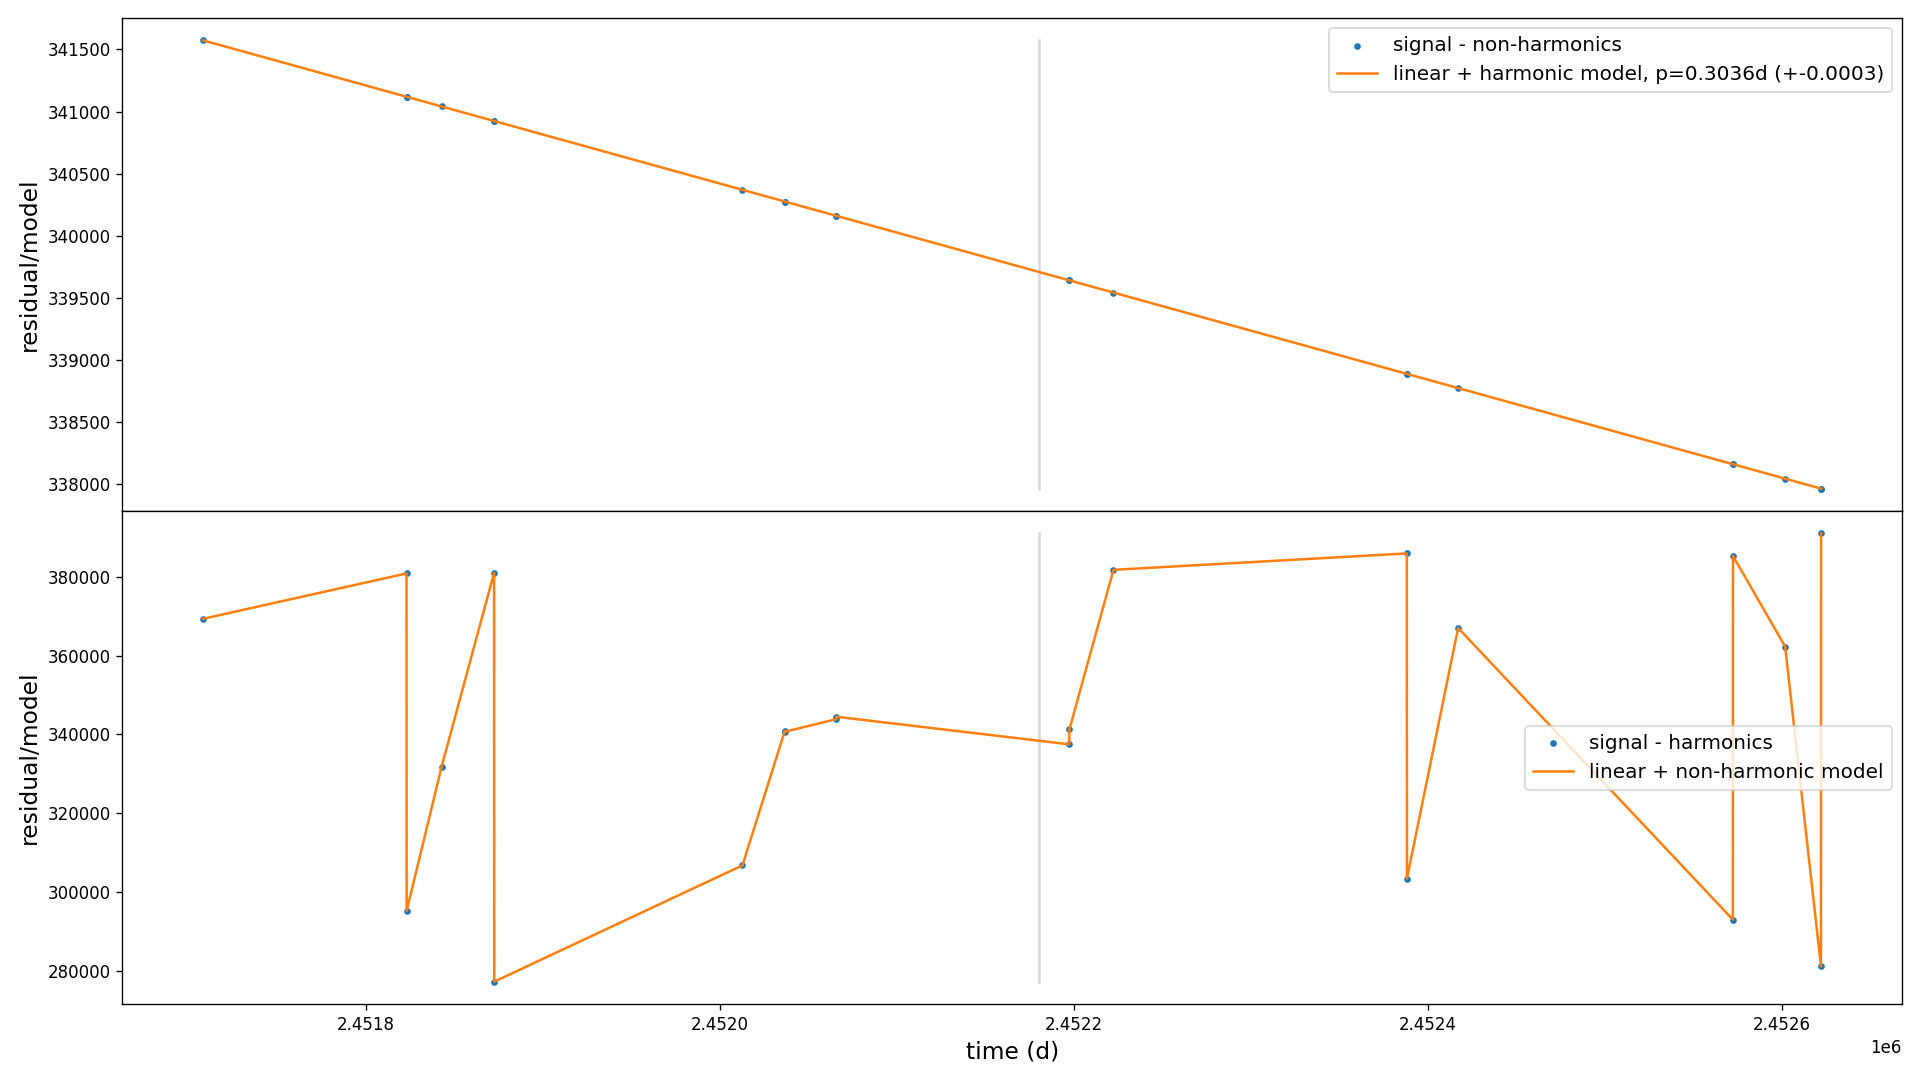 341500
341000
340500
340000
339500
339000
338500
338000
residual/model
signal - non-harmonics
linear + harmonic model, p=0.3036d (+-0.0003)
380000
360000
340000
320000
300000
280000
residual/model
signal - harmonics
linear + non-harmonic model
2.4518
2.4520
2.4522
2.4524
2.4526
1e6
time (d)